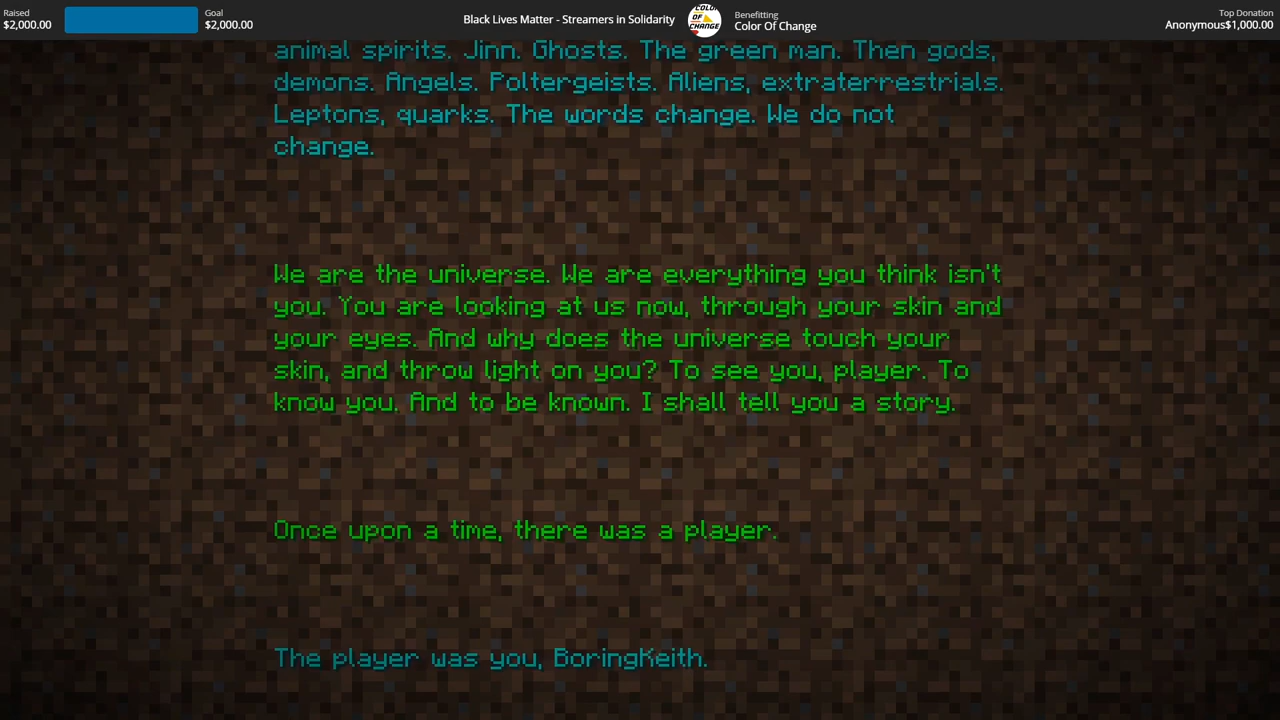 Raised
$2,000.00
Goal
$2,000.00
Black Lives Matter - Streamers in Solidarity
COLOR
OF
CHANGE
Benefitting
Color Of Change
Top Donation
Anonymous$1,000.00
animal spirits. Jinn. Ghosts. The green man. Then gods,
demons. Angels. Poltergeists. Aliens, extraterrestrials.
Leptons, quarks. The words change. We do not
change.
We are the universe. We are everything you think isn't
you. You are looking at us now, through your skin and
your eyes. And why does the universe touch your
skin, and throw light on you? To see you, player. To
know you. And to be known. I shall tell you a story.
Once upon a time, there was a player.
The player was you, BoringKeith.